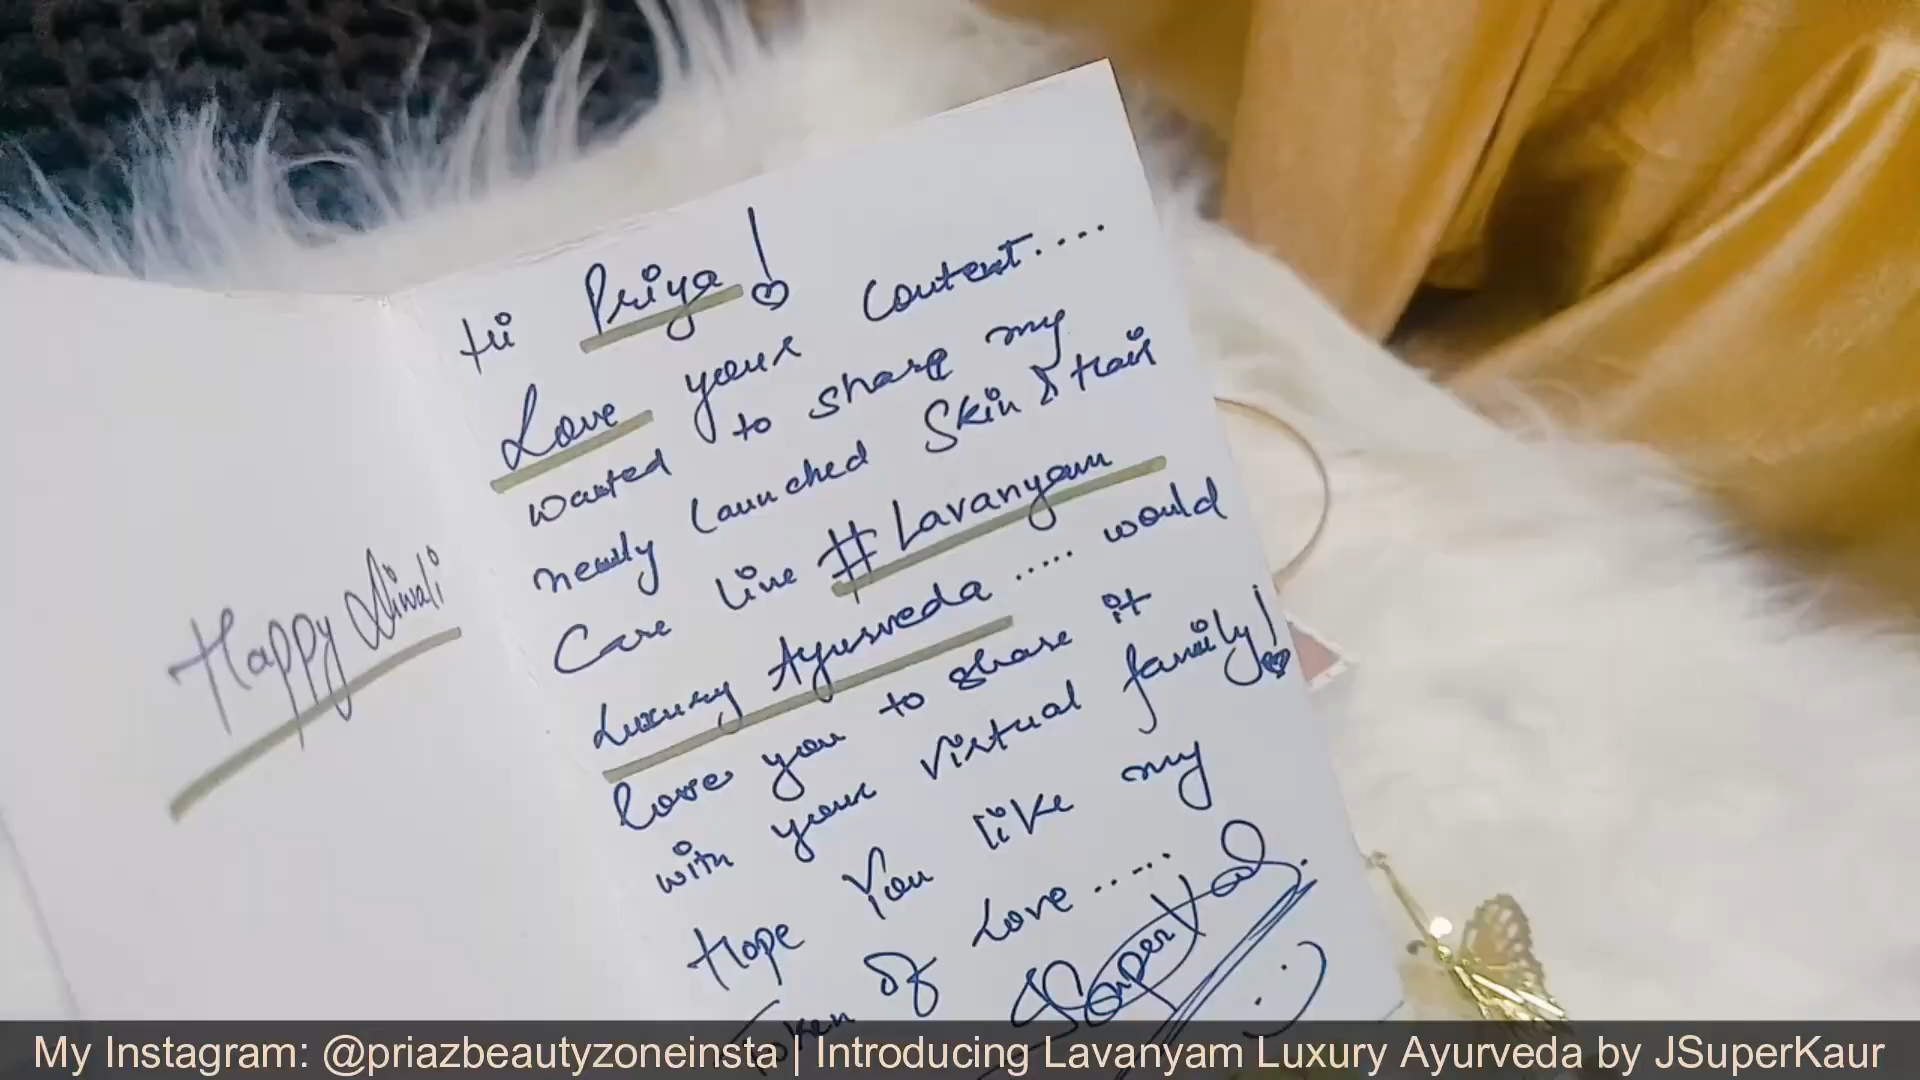 Happy Diwali
Hi Priya!
Love your content....
wanted to share my
newly launched Skin & Hair
Care line #Lavanyam
Luxury Ayurveda ..... would
love you to share it
with your virtual family!
Hope You like my
Token of Love .....
JSuperKaur.
:)
My Instagram: @priazbeautyzoneinsta | Introducing Lavanyam Luxury Ayurveda by JSuperKaur